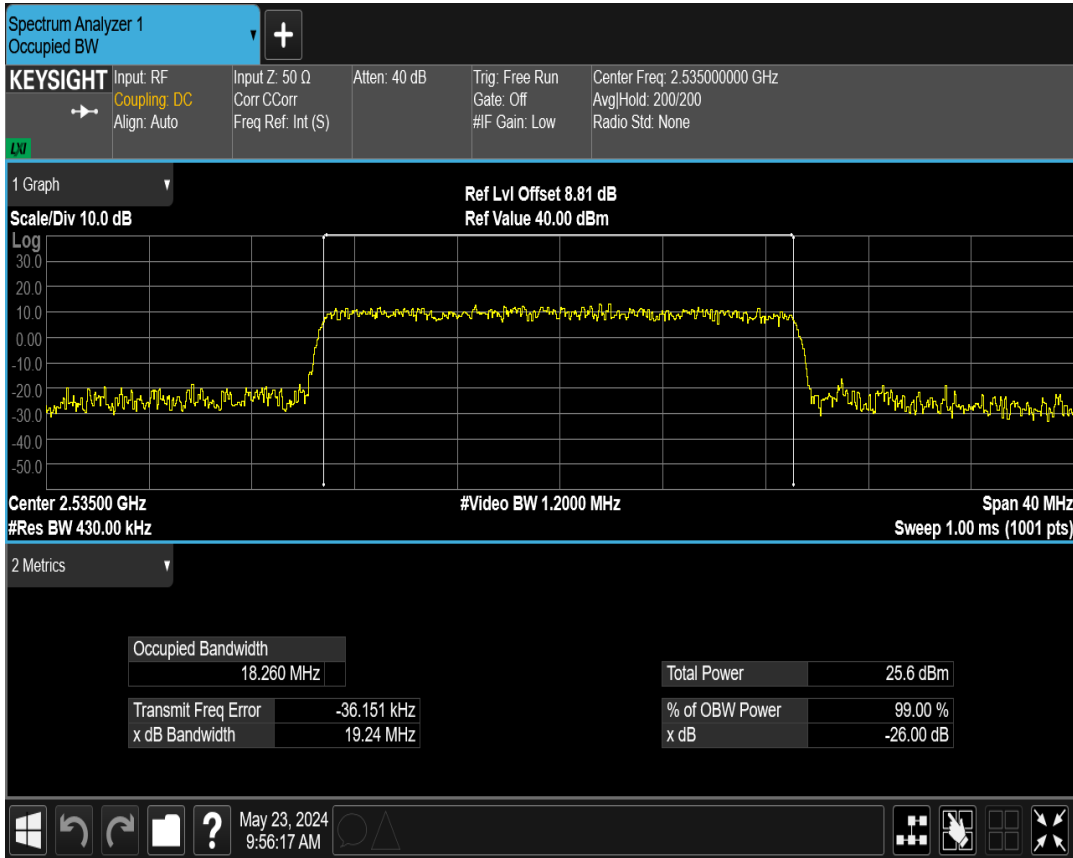 Spectrum Analyzer 1
Occupied BW
KEYSIGHT
LXI
Input: RF
Coupling: DC
Align: Auto
Input Z: 50 Ω
Corr CCorr
Freq Ref: Int (S)
Atten: 40 dB
Trig: Free Run
Gate: Off
#IF Gain: Low
Center Freq: 2.535000000 GHz
Avg|Hold: 200/200
Radio Std: None
1 Graph
Scale/Div 10.0 dB
Ref Lvl Offset 8.81 dB
Ref Value 40.00 dBm
Log
30.0
20.0
10.0
0.00
-10.0
-20.0
-30.0
-40.0
-50.0
Center 2.53500 GHz
#Video BW 1.2000 MHz
Span 40 MHz
#Res BW 430.00 kHz
Sweep 1.00 ms (1001 pts)
2 Metrics
Occupied Bandwidth
18.260 MHz
Total Power 25.6 dBm
Transmit Freq Error -36.151 kHz
% of OBW Power 99.00 %
x dB Bandwidth 19.24 MHz
x dB -26.00 dB
?
May 23, 2024
9:56:17 AM